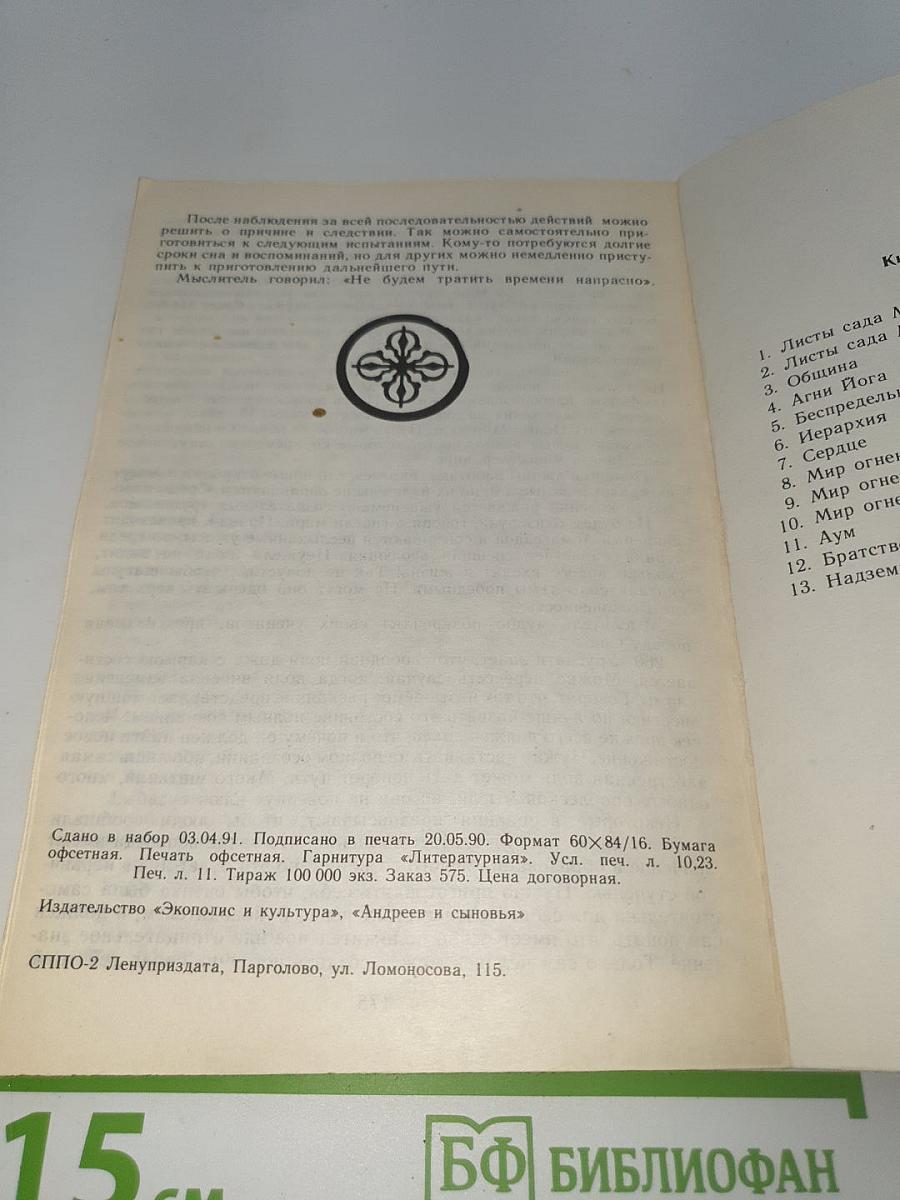 После наблюдения за всей последовательностью действий можно
решить о причине и следствии. Так можно самостоятельно при-
готовиться к следующим испытаниям. Кому-то потребуются долгие
сроки сна и воспоминаний, но для других можно немедленно присту-
пить к приготовлению дальнейшего пути.
Мыслитель говорил: «Не будем тратить времени напрасно».
Сдано в набор 03.04.91. Подписано в печать 20.05.90. Формат 60×84/16. Бумага
офсетная. Печать офсетная. Гарнитура «Литературная». Усл. печ. л. 10,23.
Печ. л. 11. Тираж 100 000 экз. Заказ 575. Цена договорная.
Издательство «Экополис и культура», «Андреев и сыновья»
СППО-2 Ленуприздата, Парголово, ул. Ломоносова, 115.
1. Листы сада
2. Листы сада
3. Община
4. Агни Йога
5. Беспредель
6. Иерархия
7. Сердце
8. Мир огне
9. Мир огне
10. Мир огне
11. Аум
12. Братств
13. Надзем
15 см
БФ БИБЛИОФАН